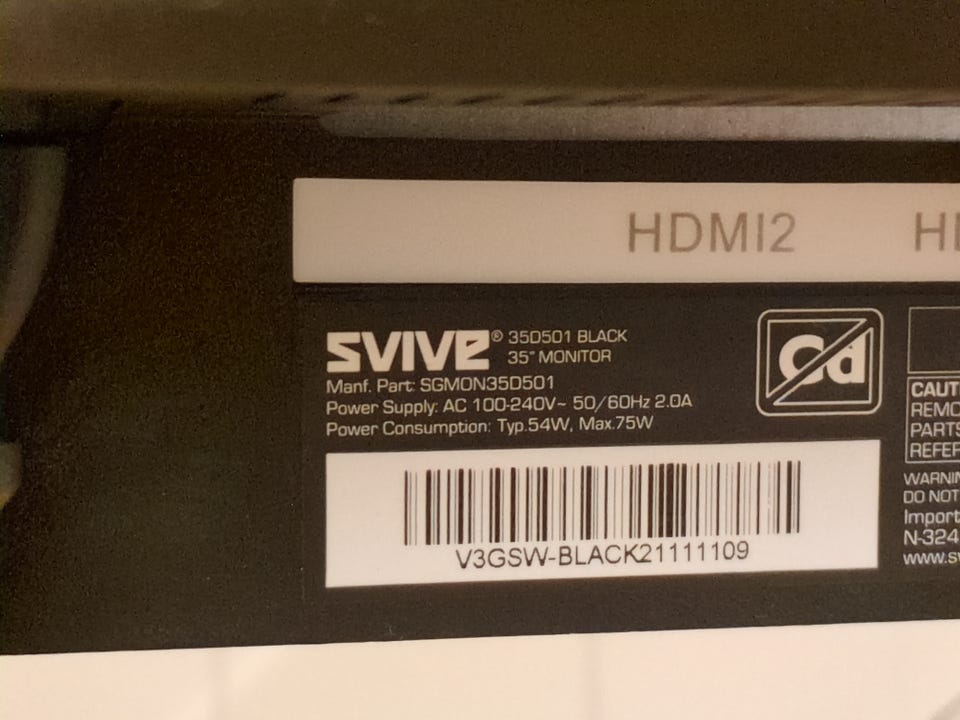 HDMI2
SVIVE® 35D501 BLACK
35" MONITOR
Manf. Part: SGMON35D501
Power Supply: AC 100-240V~ 50/60Hz 2.0A
Power Consumption: Typ.54W, Max.75W
Cd
V3GSW-BLACK21111109
CAUT
REMO
PARTS
REFER
WARNIN
DO NOT
Import
N-324
www.sv